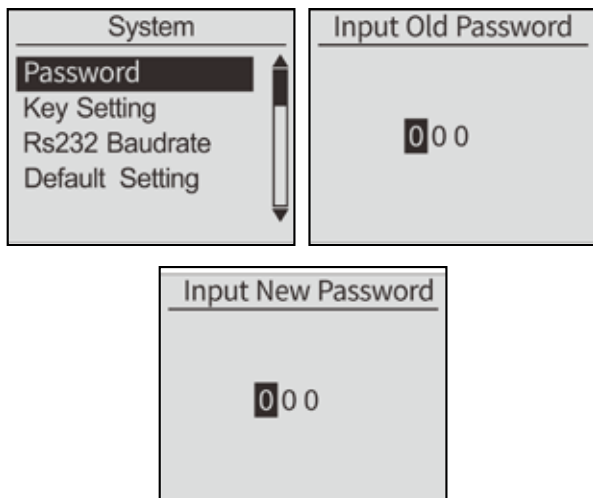 System
Password
Key Setting
Rs232 Baudrate
Default Setting
Input Old Password
0 0 0
Input New Password
0 0 0